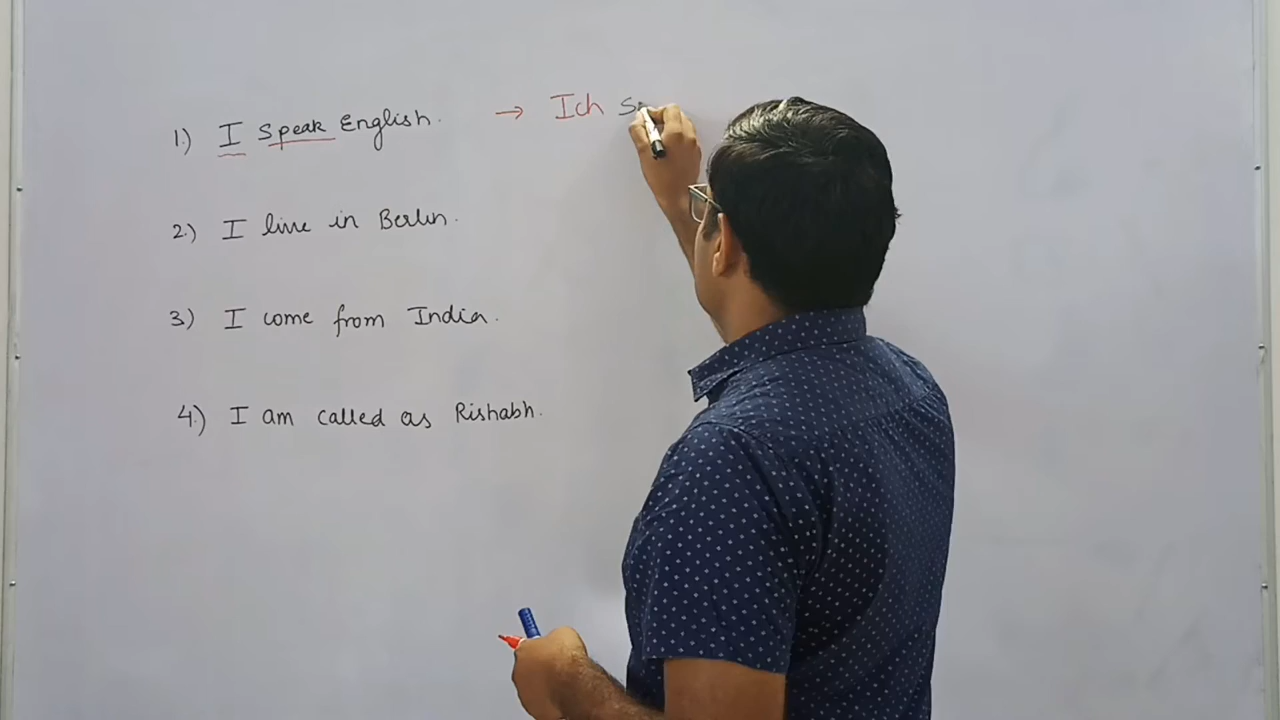 1.) I speak English. → Ich s
2.) I live in Berlin.
3) I come from India.
4.) I am called as Rishabh.